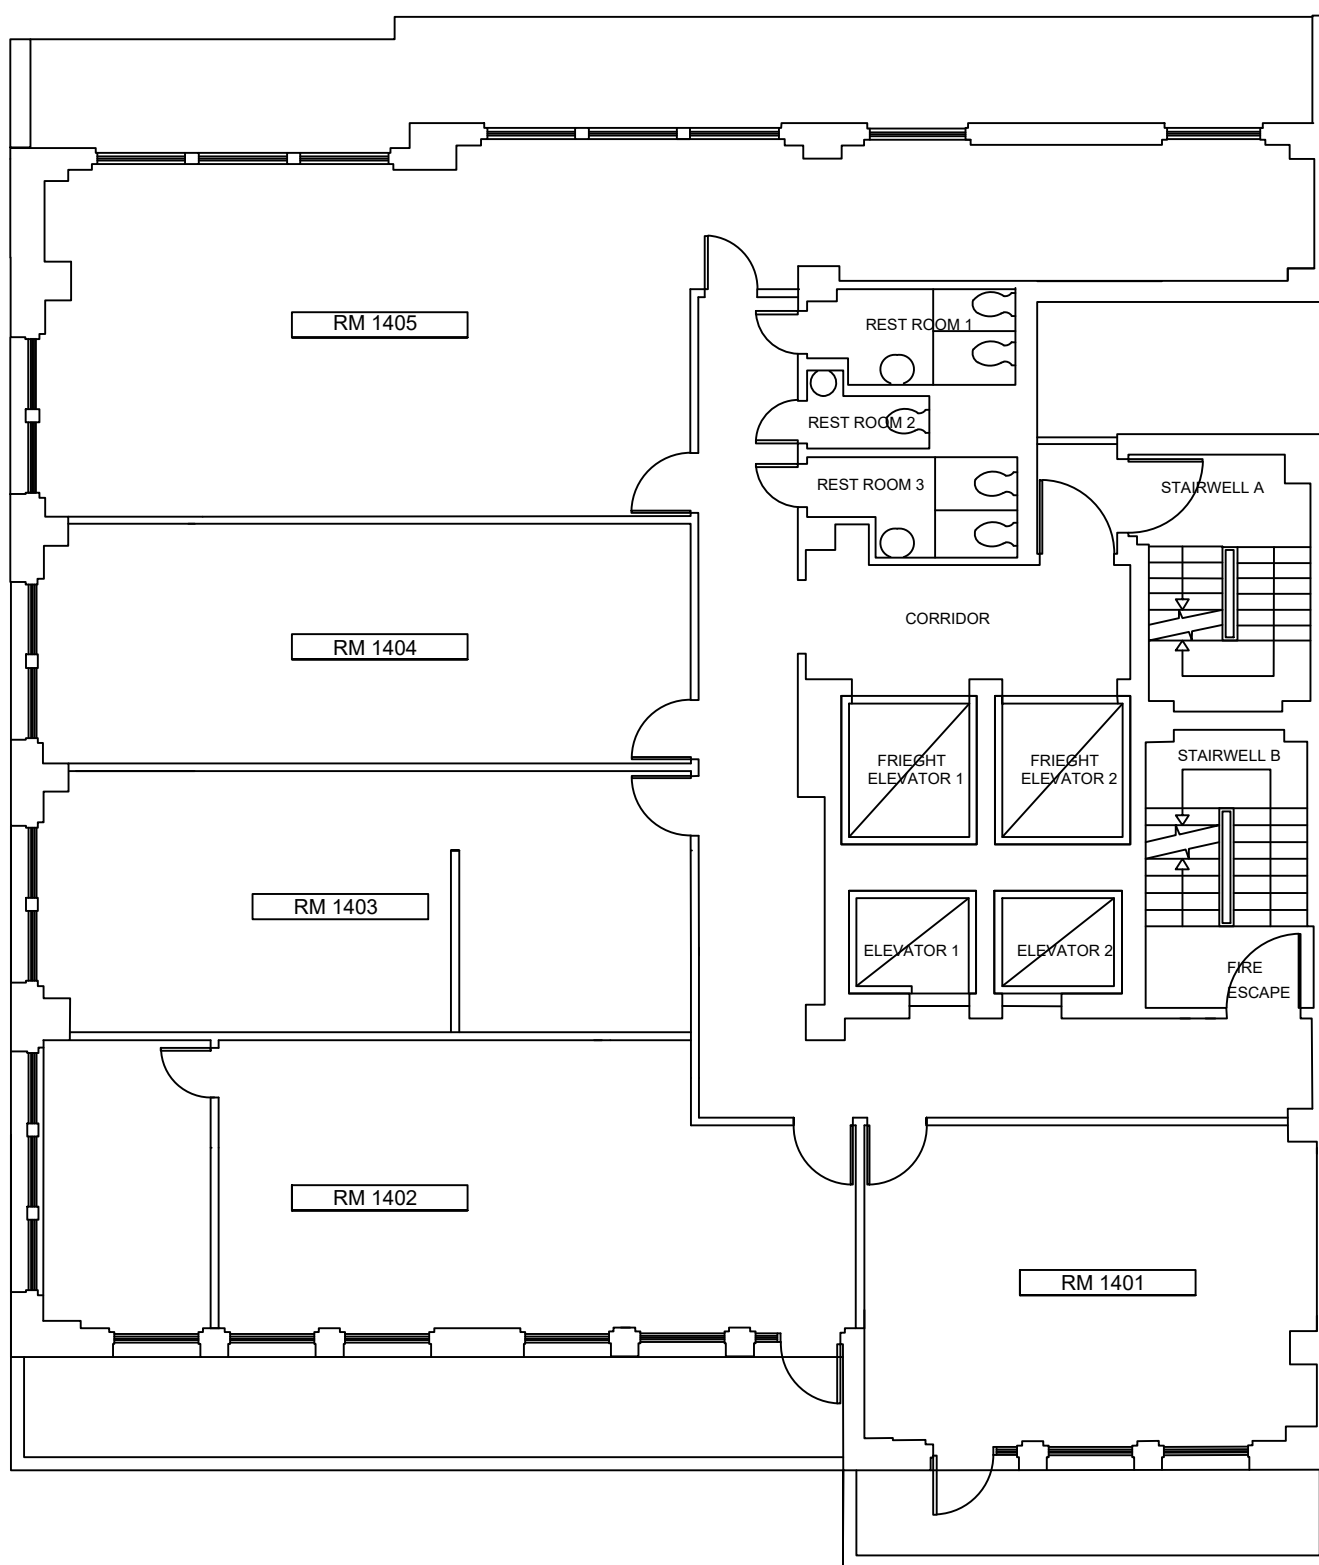 RM 1405
REST ROOM 1
REST ROOM 2
REST ROOM 3
STAIRWELL A
CORRIDOR
RM 1404
FRIEGHT
ELEVATOR 1
FRIEGHT
ELEVATOR 2
STAIRWELL B
RM 1403
ELEVATOR 1
ELEVATOR 2
FIRE
ESCAPE
RM 1402
RM 1401